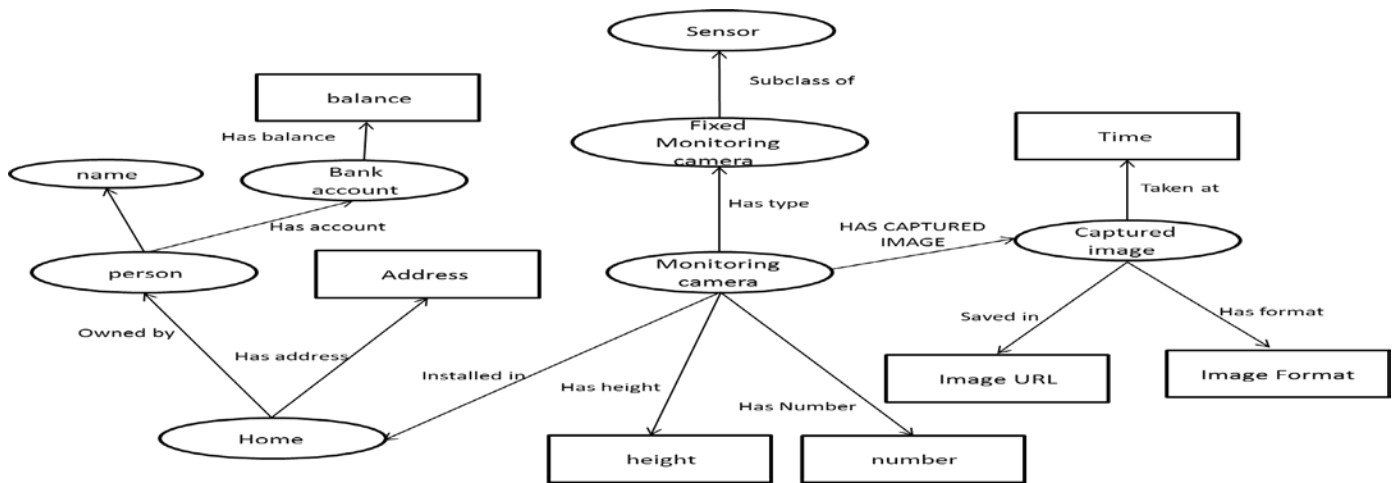 Sensor
Subclass of
balance
Has balance
Fixed
Monitoring
camera
Time
Taken at
name
Bank
account
Has account
Has type
HAS CAPTURED
IMAGE
Captured
image
person
Address
Monitoring
camera
Owned by
Has address
Installed in
Has height
Has Number
Saved in
Has format
Image URL
Image Format
Home
height
number